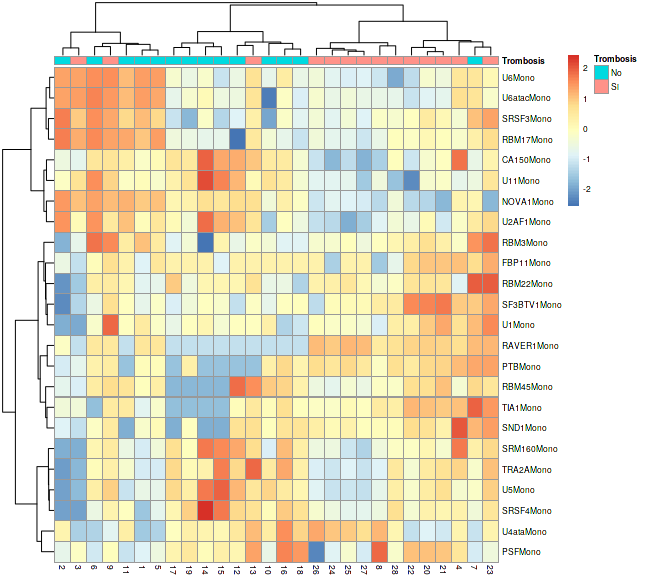 Trombosis
U6Mono
U6atacMono
SRSF3Mono
RBM17Mono
CA150Mono
U11Mono
NOVA1Mono
U2AF1Mono
RBM3Mono
FBP11Mono
RBM22Mono
SF3BTV1Mono
U1Mono
RAVER1Mono
PTBMono
RBM45Mono
TIA1Mono
SND1Mono
SRM160Mono
TRA2AMono
U5Mono
SRSF4Mono
U4ataMono
PSFMono
2 3 6 9 11 1 5 17 19 14 15 12 13 10 16 18 26 24 25 27 8 28 22 20 21 4 7 23
2
1
0
-1
-2
Trombosis
No
SI